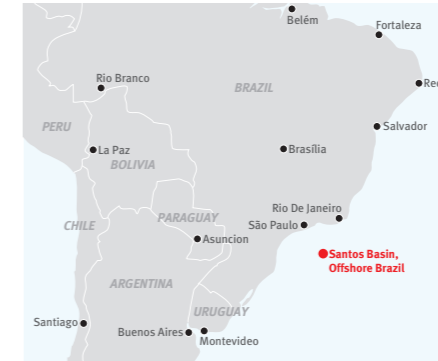 Belém
Fortaleza
Rio Branco
BRAZIL
PERU
Salvador
La Paz
Brasília
BOLIVIA
Rio De Janeiro
PARAGUAY
São Paulo
CHILE
Asuncion
Santos Basin,
Offshore Brazil
ARGENTINA
URUGUAY
Santiago
Buenos Aires
Montevideo